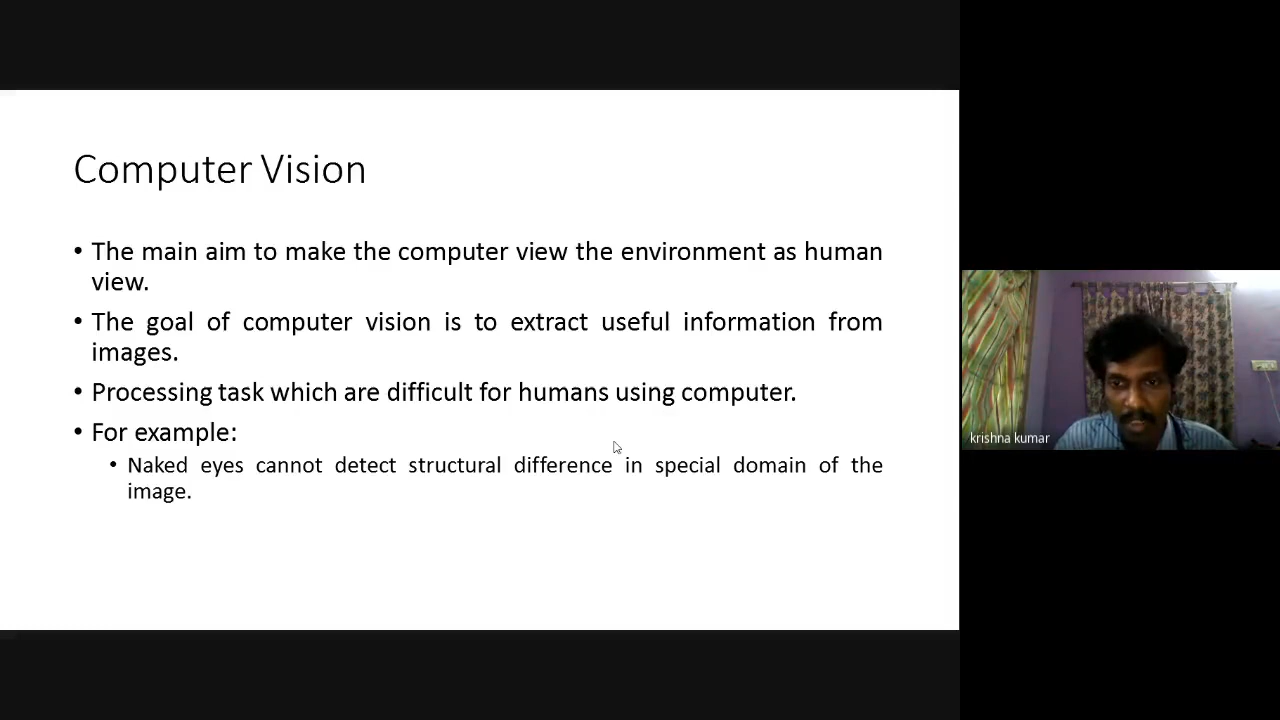 Computer Vision
• The main aim to make the computer view the environment as human
view.
• The goal of computer vision is to extract useful information from
images.
• Processing task which are difficult for humans using computer.
• For example:
• Naked eyes cannot detect structural difference in special domain of the
image.
krishna kumar